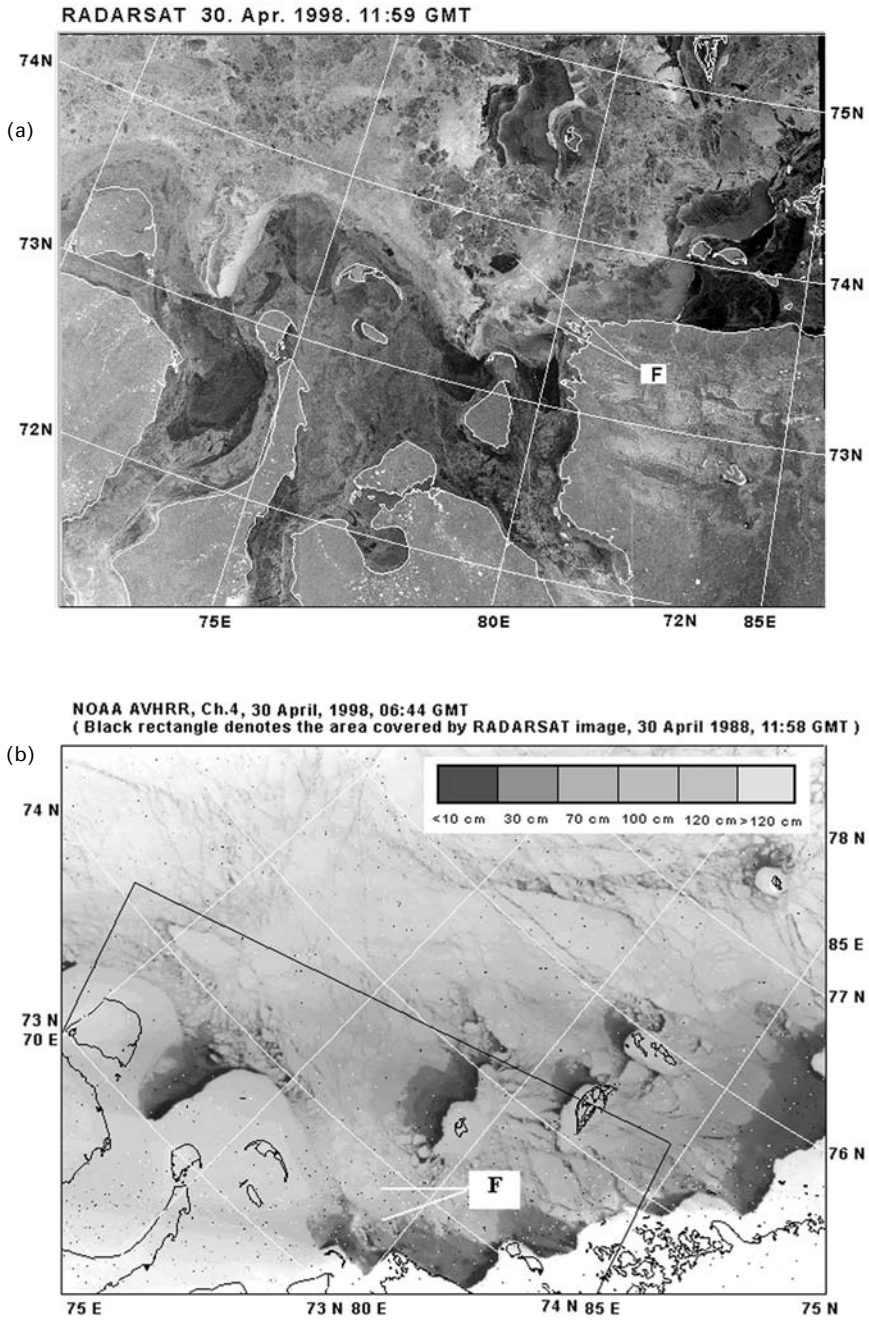 RADARSAT 30. Apr. 1998. 11:59 GMT
74N
(a)
75N
73N
74N
F
72N
73N
75E
80E
72N 85E
NOAA AVHRR, Ch.4, 30 April, 1998, 06:44 GMT
( Black rectangle denotes the area covered by RADARSAT image, 30 April 1988, 11:58 GMT )
(b)
<10 cm 30 cm 70 cm 100 cm 120 cm >120 cm
74 N
78 N
85 E
77 N
73 N
70 E
76 N
F
75 E
73 N 80 E
74 N 85E
75N